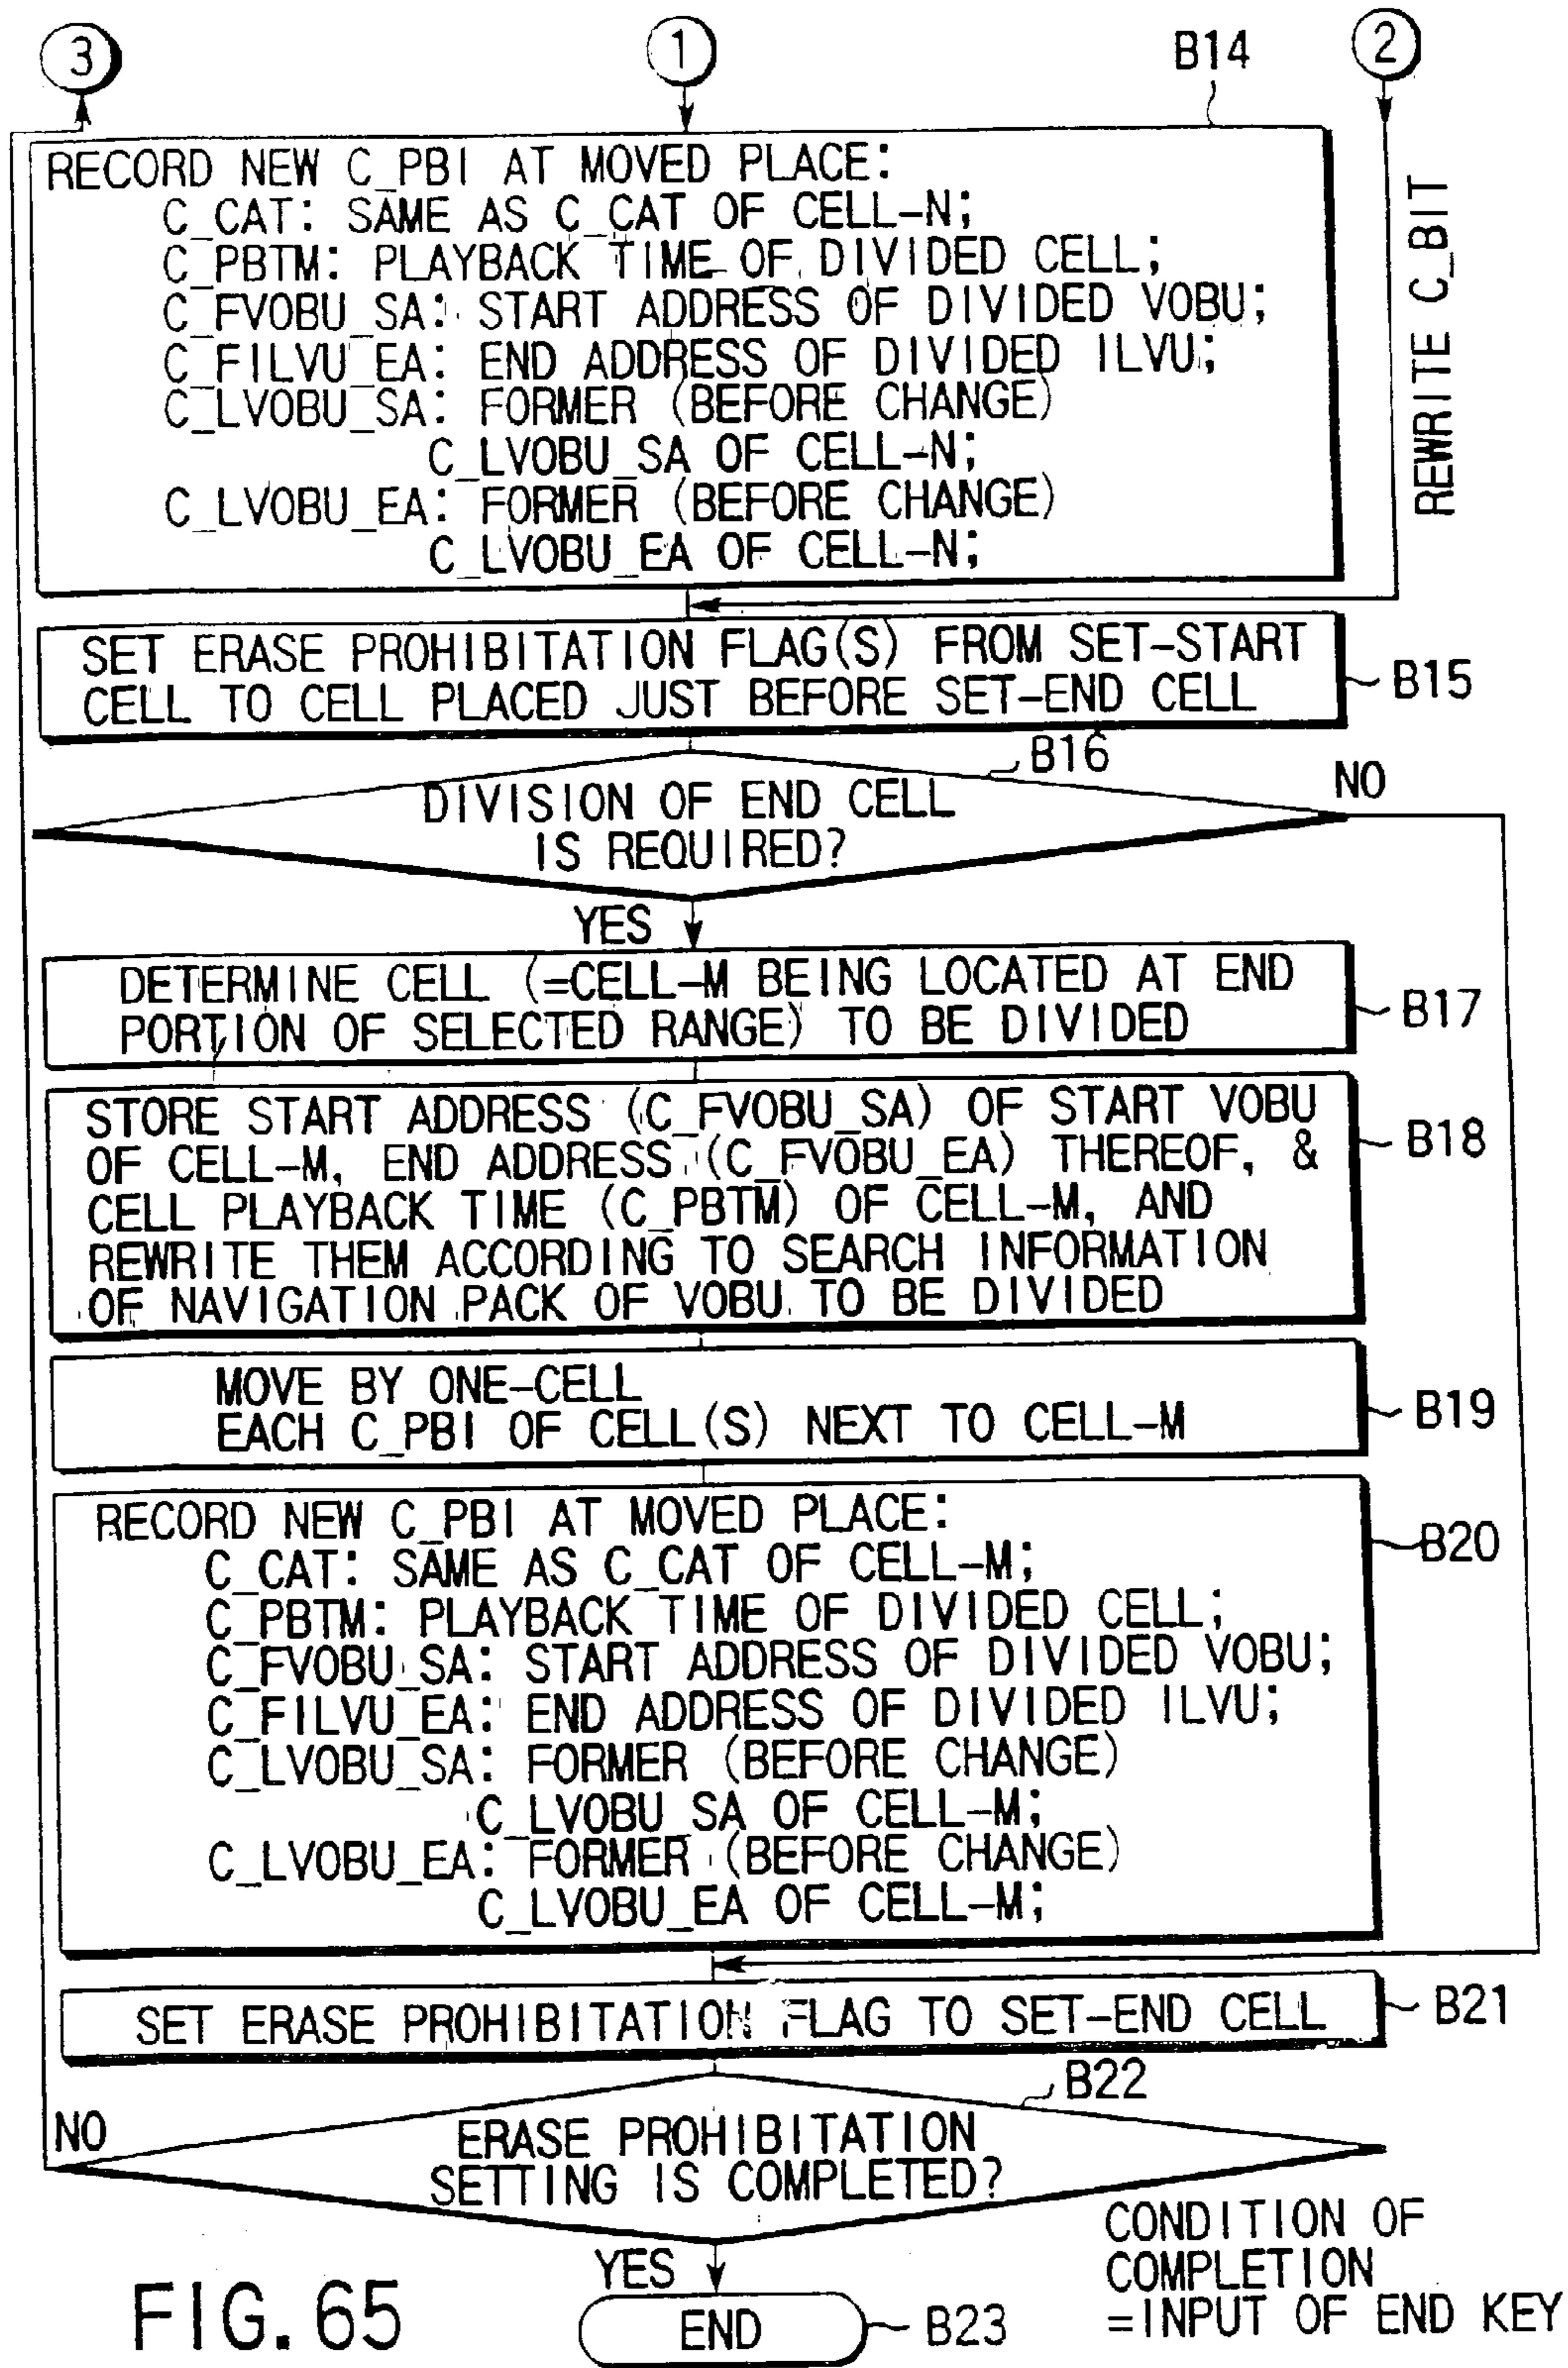 3
1
B14
2
RECORD NEW C_PBI AT MOVED PLACE:
C_CAT: SAME AS C_CAT OF CELL-N;
C_PBTM: PLAYBACK TIME OF DIVIDED CELL;
C_FVOBU_SA: START ADDRESS OF DIVIDED VOBU;
C_FILVU_EA: END ADDRESS OF DIVIDED ILVU;
C_LVOBU_SA: FORMER (BEFORE CHANGE)
C_LVOBU_SA OF CELL-N;
C_LVOBU_EA: FORMER (BEFORE CHANGE)
C_LVOBU_EA OF CELL-N;
REWRITE C_BIT
SET ERASE PROHIBITATION FLAG(S) FROM SET-START
CELL TO CELL PLACED JUST BEFORE SET-END CELL
B15
B16
DIVISION OF END CELL
IS REQUIRED?
NO
YES
DETERMINE CELL (=CELL-M BEING LOCATED AT END
PORTION OF SELECTED RANGE) TO BE DIVIDED
B17
STORE START ADDRESS (C_FVOBU_SA) OF START VOBU
OF CELL-M, END ADDRESS (C_FVOBU_EA) THEREOF, &
CELL PLAYBACK TIME (C_PBTM) OF CELL-M, AND
REWRITE THEM ACCORDING TO SEARCH INFORMATION
OF NAVIGATION PACK OF VOBU TO BE DIVIDED
B18
MOVE BY ONE-CELL
EACH C_PBI OF CELL(S) NEXT TO CELL-M
B19
RECORD NEW C_PBI AT MOVED PLACE:
C_CAT: SAME AS C_CAT OF CELL-M;
C_PBTM: PLAYBACK TIME OF DIVIDED CELL;
C_FVOBU_SA: START ADDRESS OF DIVIDED VOBU;
C_FILVU_EA: END ADDRESS OF DIVIDED ILVU;
C_LVOBU_SA: FORMER (BEFORE CHANGE)
C_LVOBU_SA OF CELL-M;
C_LVOBU_EA: FORMER (BEFORE CHANGE)
C_LVOBU_EA OF CELL-M;
B20
SET ERASE PROHIBITATION FLAG TO SET-END CELL
B21
B22
NO
ERASE PROHIBITATION
SETTING IS COMPLETED?
YES
CONDITION OF
COMPLETION
=INPUT OF END KEY
END
B23
FIG. 65